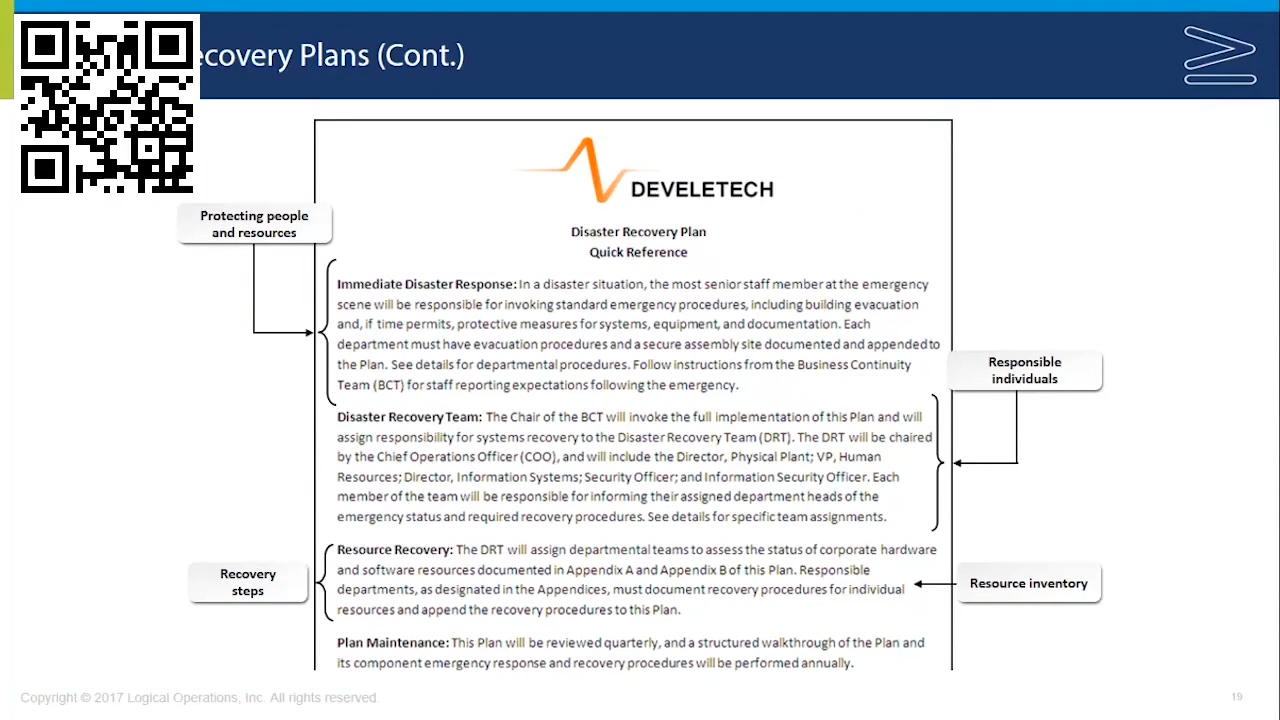 ecovery Plans (Cont.)
DEVELETECH
Disaster Recovery Plan
Quick Reference
Protecting people
and resources
Immediate Disaster Response: In a disaster situation, the most senior staff member at the emergency
scene will be responsible for invoking standard emergency procedures, including building evacuation
and, if time permits, protective measures for systems, equipment, and documentation. Each
department must have evacuation procedures and a secure assembly site documented and appended to
the Plan. See details for departmental procedures. Follow instructions from the Business Continuity
Team (BCT) for staff reporting expectations following the emergency.
Responsible
individuals
Disaster Recovery Team: The Chair of the BCT will invoke the full implementation of this Plan and will
assign responsibility for systems recovery to the Disaster Recovery Team (DRT). The DRT will be chaired
by the Chief Operations Officer (COO), and will include the Director, Physical Plant; VP, Human
Resources; Director, Information Systems; Security Officer; and Information Security Officer. Each
member of the team will be responsible for informing their assigned department heads of the
emergency status and required recovery procedures. See details for specific team assignments.
Recovery
steps
Resource Recovery: The DRT will assign departmental teams to assess the status of corporate hardware
and software resources documented in Appendix A and Appendix B of this Plan. Responsible
departments, as designated in the Appendices, must document recovery procedures for individual
resources and append the recovery procedures to this Plan.
Resource inventory
Plan Maintenance: This Plan will be reviewed quarterly, and a structured walkthrough of the Plan and
its component emergency response and recovery procedures will be performed annually.
Copyright © 2017 Logical Operations, Inc. All rights reserved.
19